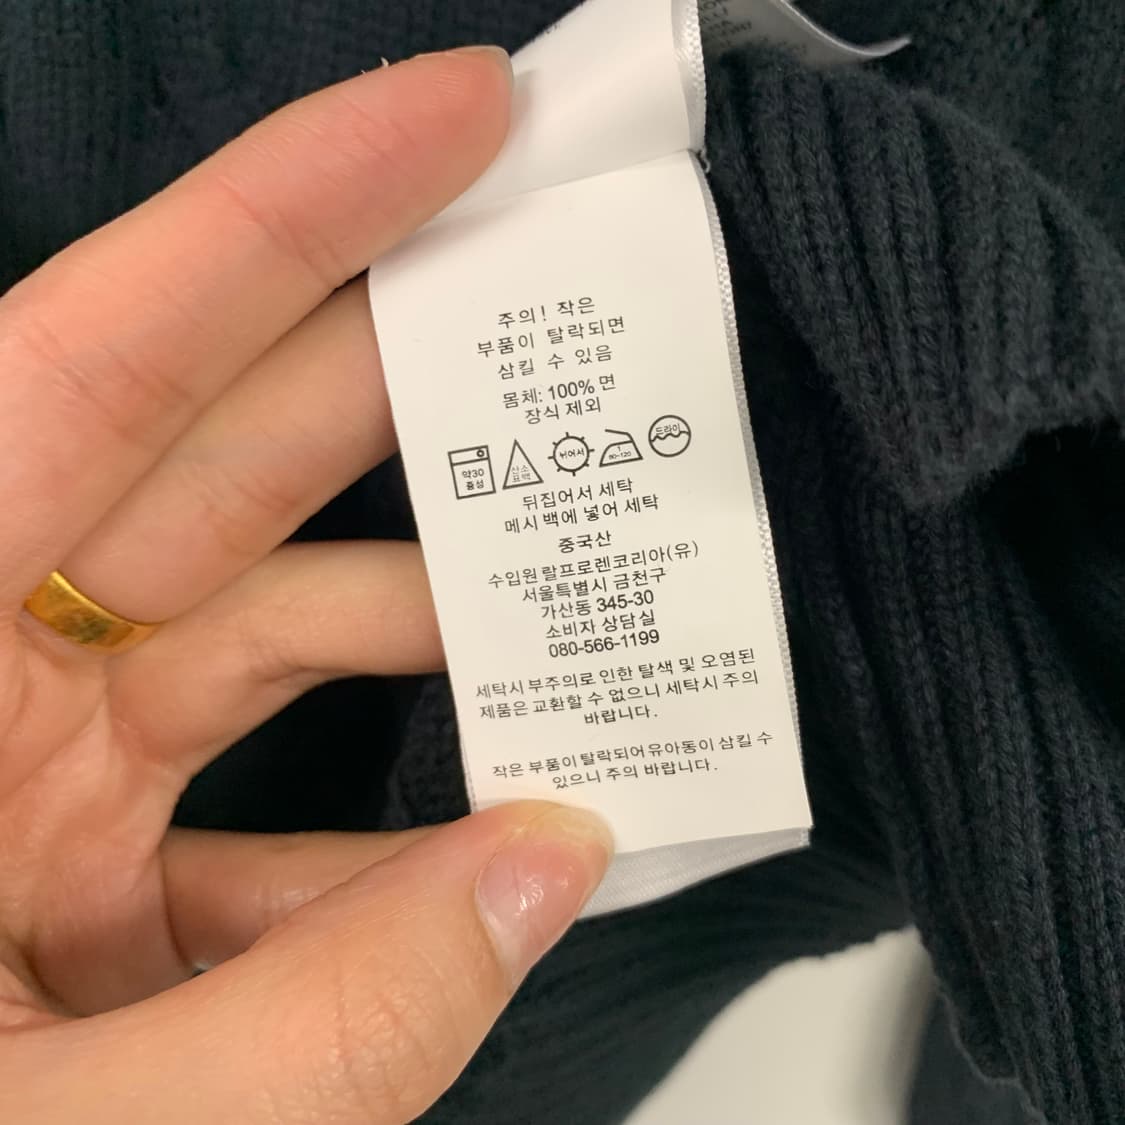 주의! 작은
부품이 탈락되면
삼킬 수 있음
몸체: 100% 면
장식 제외
약30
중성
산소
표백
뉘어서
1
80-120
드라이
뒤집어서 세탁
메시 백에 넣어 세탁
중국산
수입원 랄프로렌코리아(유)
서울특별시 금천구
가산동 345-30
소비자 상담실
080-566-1199
세탁시 부주의로 인한 탈색 및 오염된
제품은 교환할 수 없으니 세탁시 주의
바랍니다.
작은 부품이 탈락되어 유아동이 삼킬 수
있으니 주의 바랍니다.